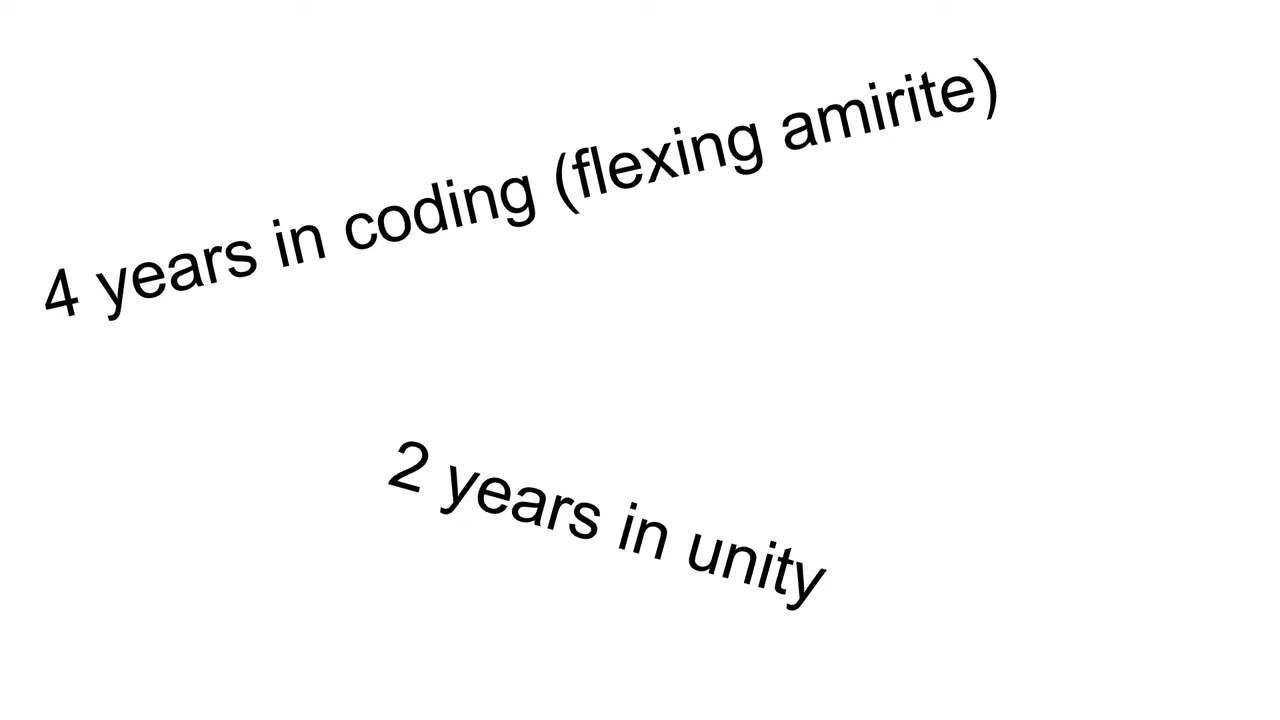 4 years in coding (flexing amirite)
2 years in unity